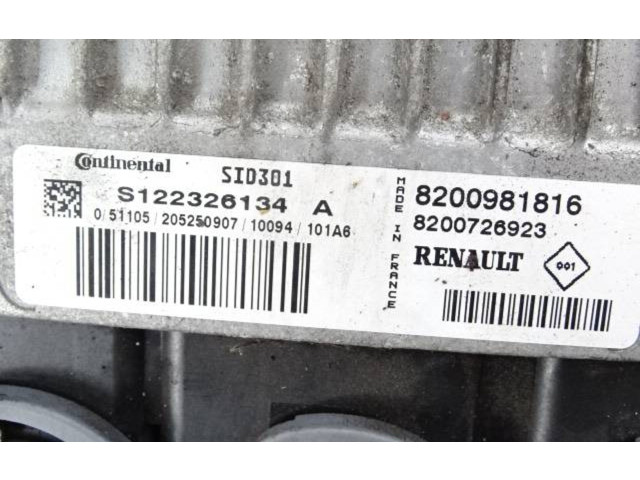 Continental SID301
S122326134 A
0/51105/205250907/10094/101A6
MADE IN FRANCE
8200981816
8200726923
RENAULT 001